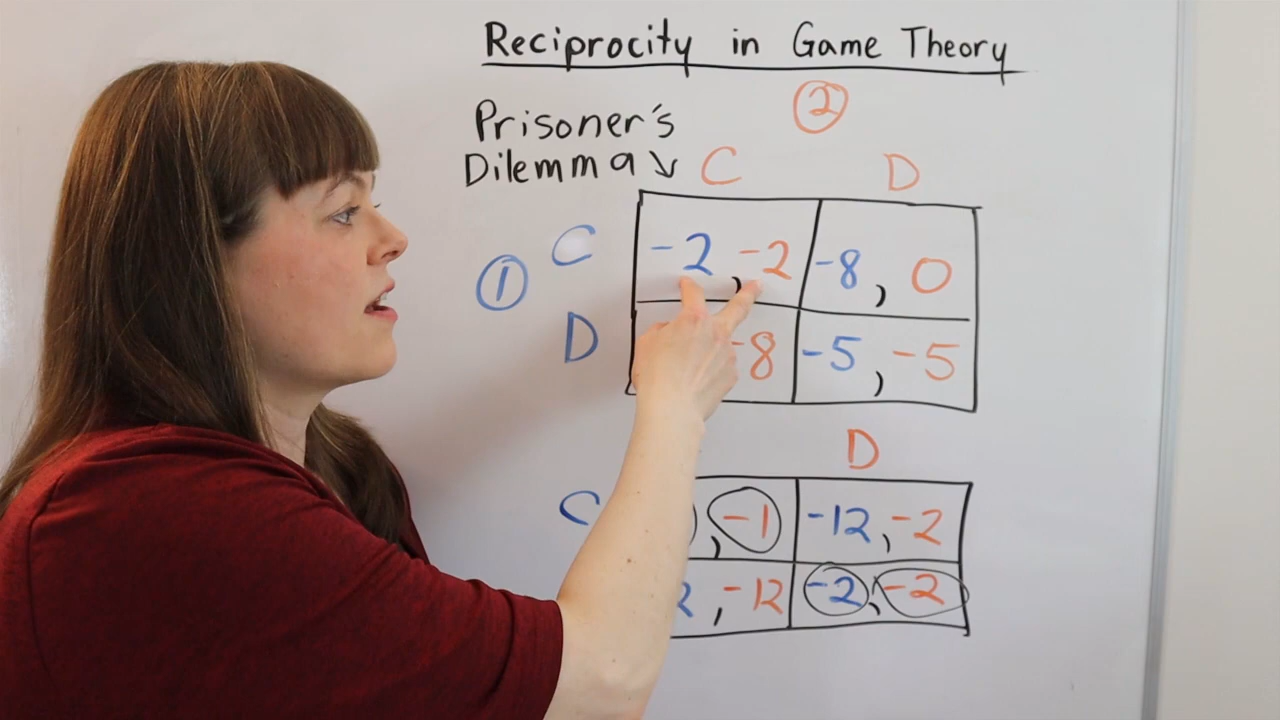 Reciprocity in Game Theory
②
Prisoner's
Dilemma ↘
C D
① C -2 , -2 -8 , 0
D -8 -5 , -5
D
C , -1 -12 , -2
2 , -12 -2 , -2